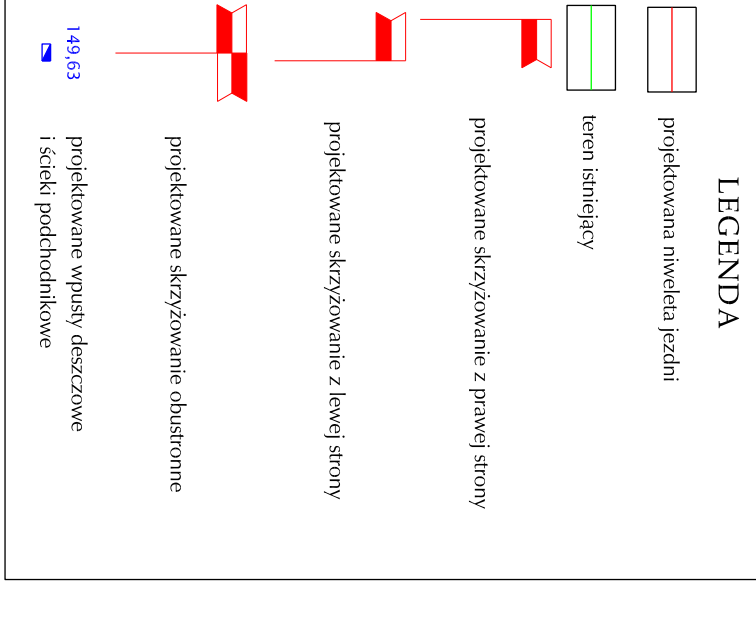 LEGENDA
projektowana niweleta jezdni
teren istniejący
projektowane skrzyżowanie z prawej strony
projektowane skrzyżowanie z lewej strony
projektowane skrzyżowanie obustronne
149,63
projektowane wpusty deszczowe
i ścieki podchodnikowe